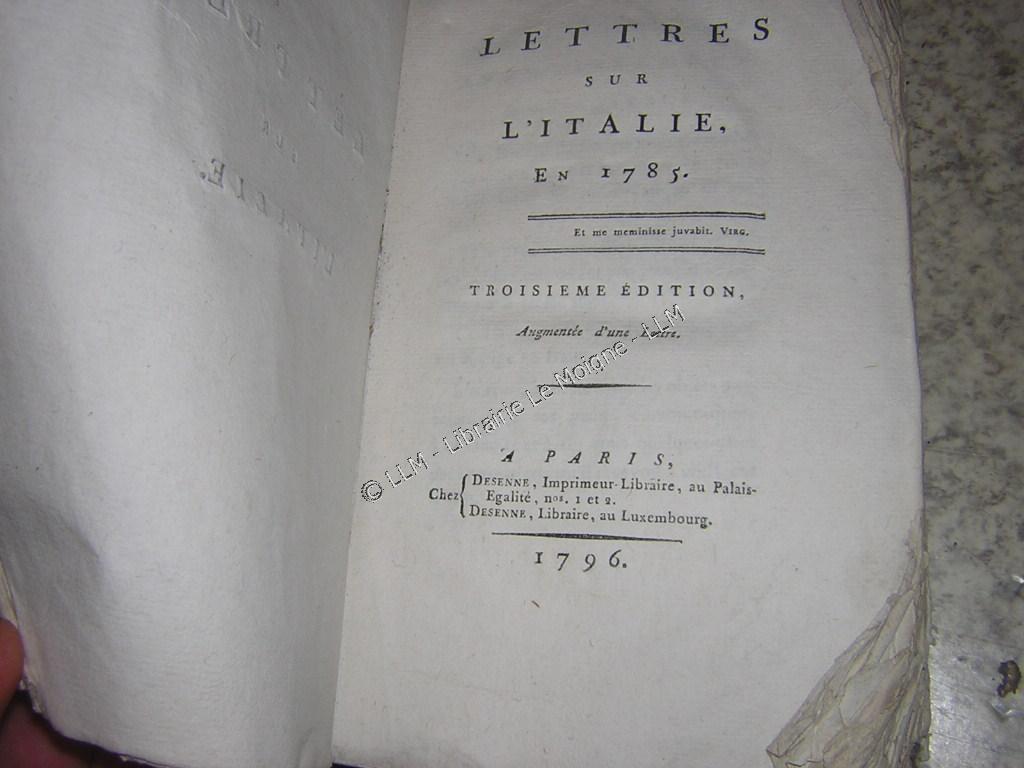 LETTRES
SUR
L'ITALIE,
EN 1785.
Et me meminisse juvabit. VIRG.
TROISIEME ÉDITION,
Augmentée d'une Lettre.
A PARIS,
Chez { DESENNE, Imprimeur-Libraire, au Palais-
Egalité, nos. 1 et 2.
DESENNE, Libraire, au Luxembourg.
1796.
© LLM - Librairie Le Moigne - LLM